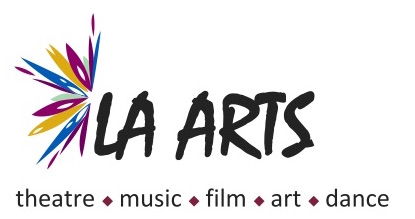 LA ARTS
theatre ◆ music ◆ film ◆ art ◆ dance